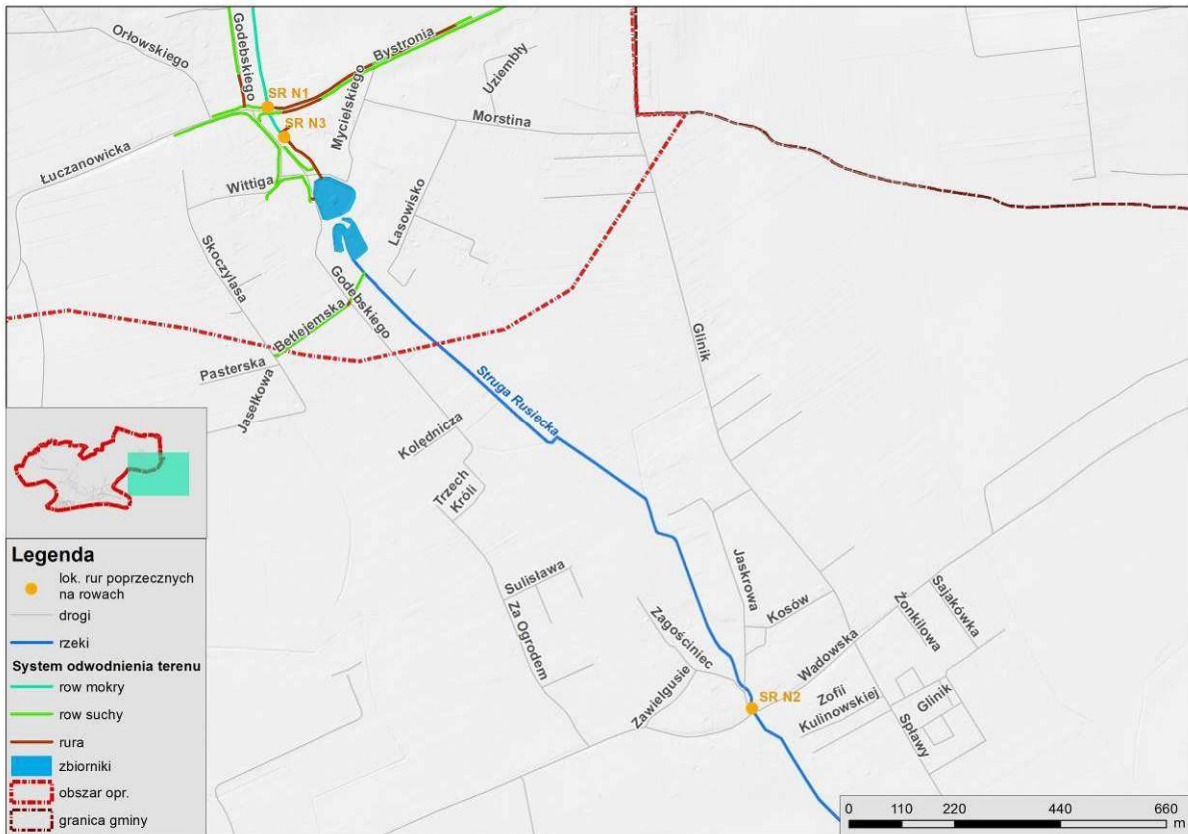 Orłowskiego
Godebskiego
Bystronia
Uziembły
SR N1
Mycielskiego
Morstina
SR N3
Łuczanowicka
Wittiga
Lasowisko
Skoczylasa
Godebskiego
Betlejemska
Glinik
Pasterska
Jasełkowa
Struga Rusiecka
Kolędnicza
Trzech
Króli
Sulisława
Za Ogrodem
Jaskrowa
Kosów
Zagościniec
Wadowska
Żonkilowa
Sajakówka
Zawielgusie
SR N2
Zofii
Kulinowskiej
Glinik
Spławy
Legenda
lok. rur poprzecznych
na rowach
drogi
rzeki
System odwodnienia terenu
row mokry
row suchy
rura
zbiorniki
obszar opr.
granica gminy
0 110 220 440 660
m